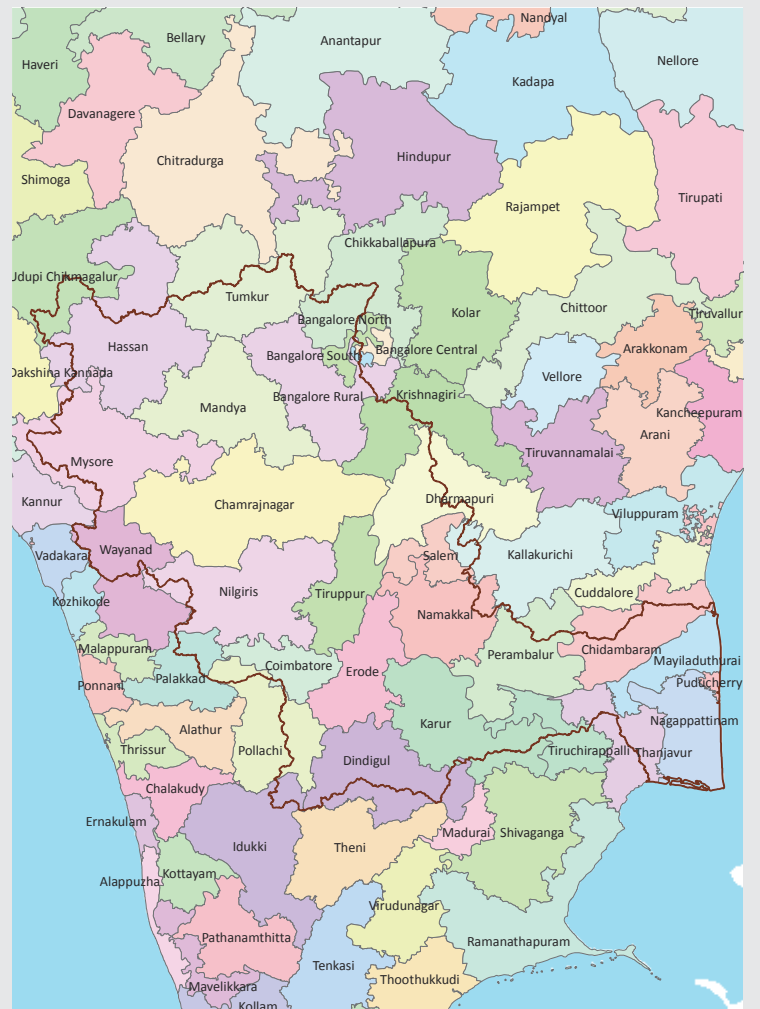 Nandyal
Bellary
Anantapur
Haveri
Nellore
Kadapa
Davanagere
Chitradurga
Hindupur
Shimoga
Tirupati
Rajampet
Chikkaballapura
Udupi Chikmagalur
Tumkur
Chittoor
Kolar
Tiruvallur
Bangalore North
Hassan
Bangalore South
Bangalore Central
Arakkonam
Dakshina Kannada
Vellore
Bangalore Rural
Krishnagiri
Mandya
Kancheepuram
Arani
Tiruvannamalai
Mysore
Dharmapuri
Kannur
Chamrajnagar
Viluppuram
Wayanad
Vadakara
Salem
Kallakurichi
Nilgiris
Tiruppur
Cuddalore
Kozhikode
Namakkal
Malappuram
Perambalur
Chidambaram
Mayiladuthurai
Coimbatore
Erode
Palakkad
Ponnani
Puducherry
Nagappattinam
Karur
Alathur
Thrissur
Pollachi
Tiruchirappalli
Thanjavur
Dindigul
Chalakudy
Ernakulam
Madurai
Shivaganga
Idukki
Theni
Kottayam
Alappuzha
Virudunagar
Pathanamthitta
Ramanathapuram
Tenkasi
Thoothukkudi
Mavelikkara
Kollam